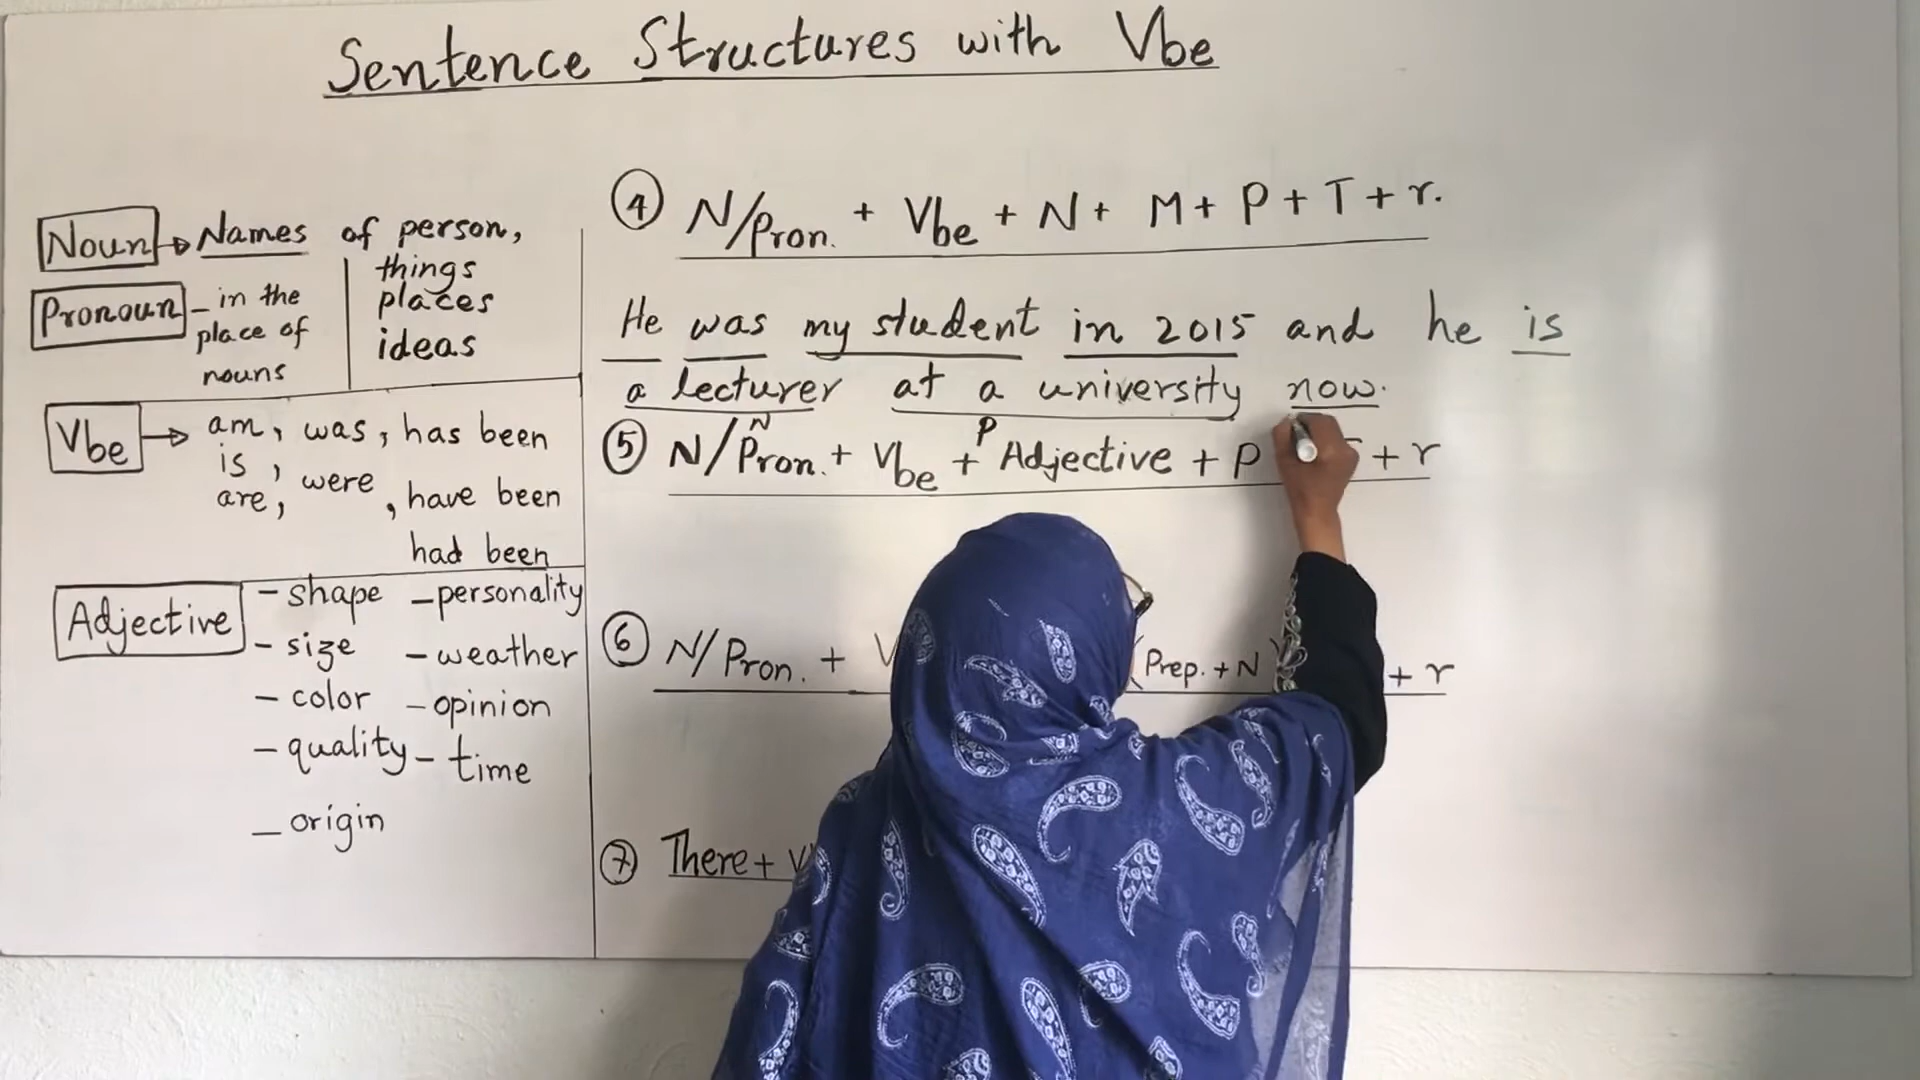 Sentence Structures with Vbe
Noun → Names of person,
things
places
ideas
Pronoun - in the
place of
nouns
Vbe → am, was, has been
is, were, have been
are,
had been
Adjective - shape - personality
- size - weather
- color - opinion
- quality - time
- origin
④ N/Pron. + Vbe + N + M + P + T + r.
He was my student in 2015 and he is
a lecturer at a university now.
N P
⑤ N/Pron. + Vbe + Adjective + P + r
⑥ N/Pron. + (Prep. + N) + r
⑦ There +